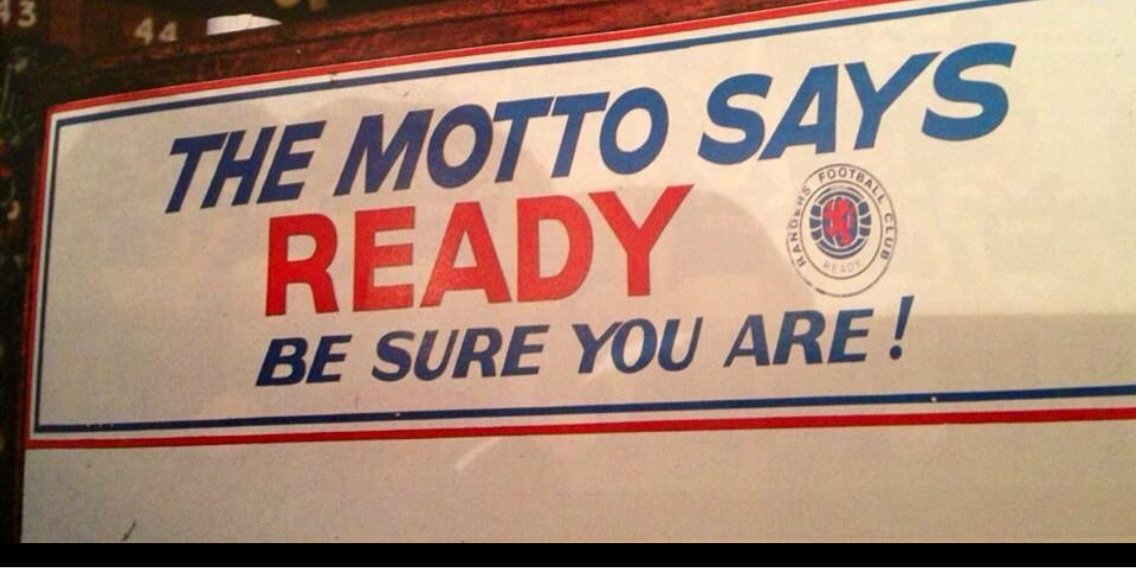 43
44
THE MOTTO SAYS
READY
RANGERS FOOTBALL CLUB
READY
BE SURE YOU ARE!